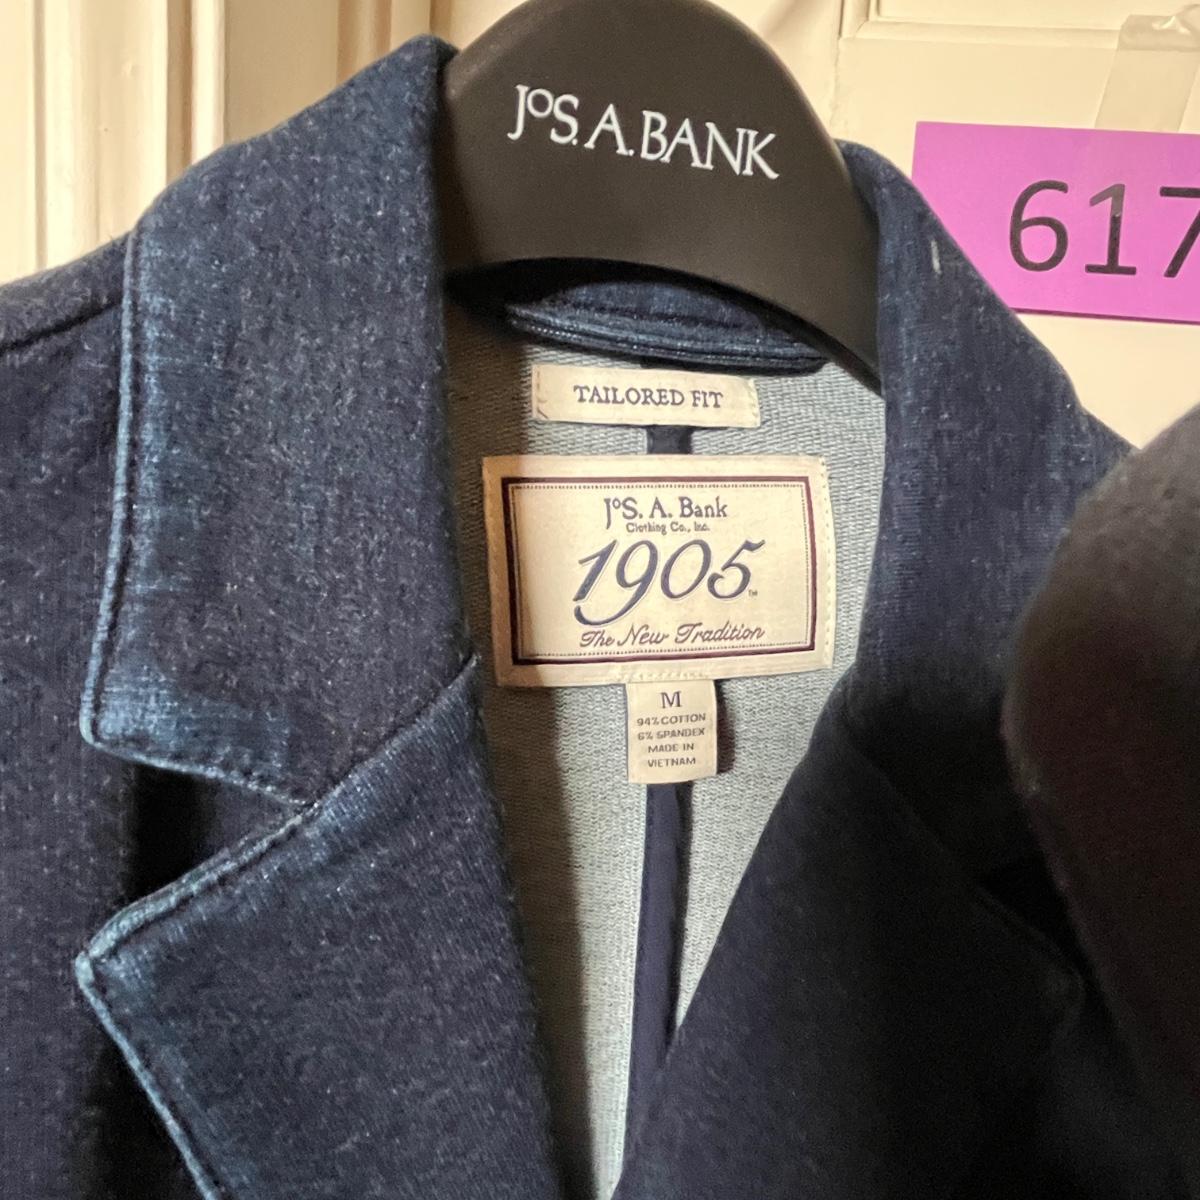 JoS. A. BANK
617
TAILORED FIT
JoS. A. Bank
Clothing Co., Inc.
1905™
The New Tradition
M
94% COTTON
6% SPANDEX
MADE IN
VIETNAM